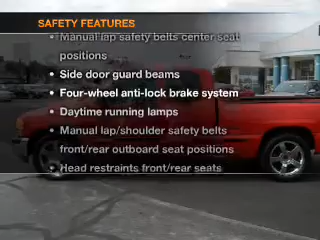 SAFETY FEATURES
• Manual lap safety belts center seat
positions
• Side door guard beams
• Four-wheel anti-lock brake system
• Daytime running lamps
• Manual lap/shoulder safety belts
front/rear outboard seat positions
• Head restraints front/rear seats